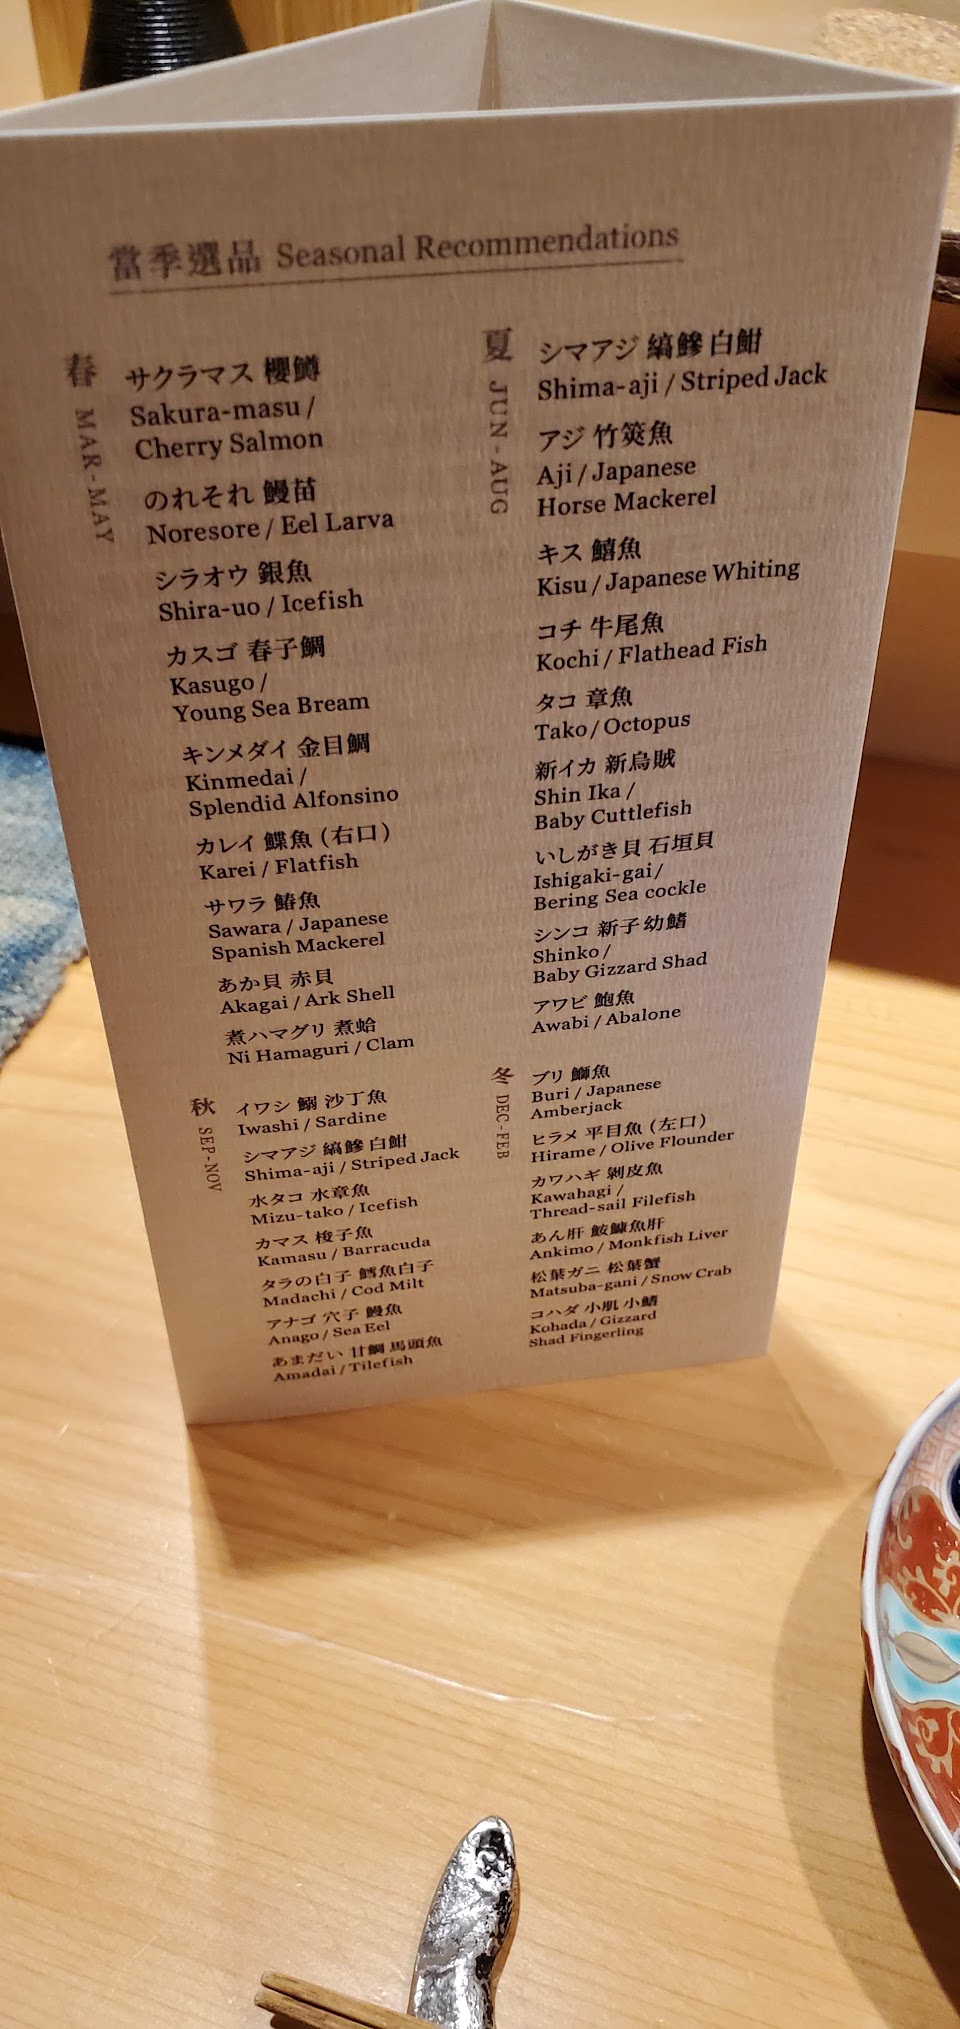 當季選品 Seasonal Recommendations
春 MAR-MAY
サクラマス 櫻鱒
Sakura-masu /
Cherry Salmon
のれそれ 鰻苗
Noresore / Eel Larva
シラオウ 銀魚
Shira-uo / Icefish
カスゴ 春子鯛
Kasugo /
Young Sea Bream
キンメダイ 金目鯛
Kinmedai /
Splendid Alfonsino
カレイ 鰈魚 (右口)
Karei / Flatfish
サワラ 鰆魚
Sawara / Japanese
Spanish Mackerel
あか貝 赤貝
Akagai / Ark Shell
煮ハマグリ 煮蛤
Ni Hamaguri / Clam
夏 JUN-AUG
シマアジ 縞鰺 白鮒
Shima-aji / Striped Jack
アジ 竹筴魚
Aji / Japanese
Horse Mackerel
キス 鱚魚
Kisu / Japanese Whiting
コチ 牛尾魚
Kochi / Flathead Fish
タコ 章魚
Tako / Octopus
新イカ 新烏賊
Shin Ika /
Baby Cuttlefish
いしがき貝 石垣貝
Ishigaki-gai/
Bering Sea cockle
シンコ 新子 幼鰭
Shinko /
Baby Gizzard Shad
アワビ 鮑魚
Awabi / Abalone
秋 SEP-NOV
イワシ 鰯 沙丁魚
Iwashi / Sardine
シマアジ 縞鰺 白鮒
Shima-aji / Striped Jack
水タコ 水章魚
Mizu-tako / Icefish
カマス 梭子魚
Kamasu / Barracuda
タラの白子 鱈魚白子
Madachi / Cod Milt
アナゴ 穴子 鰻魚
Anago / Sea Eel
あまだい 甘鯛 馬頭魚
Amadai / Tilefish
冬 DEC-FEB
ブリ 鰤魚
Buri / Japanese
Amberjack
ヒラメ 平目魚 (左口)
Hirame / Olive Flounder
カワハギ 剝皮魚
Kawahagi /
Thread-sail Filefish
あん肝 鮟鱇魚肝
Ankimo / Monkfish Liver
松葉ガニ 松葉蟹
Matsuba-gani / Snow Crab
コハダ 小肌 小鰭
Kohada / Gizzard
Shad Fingerling